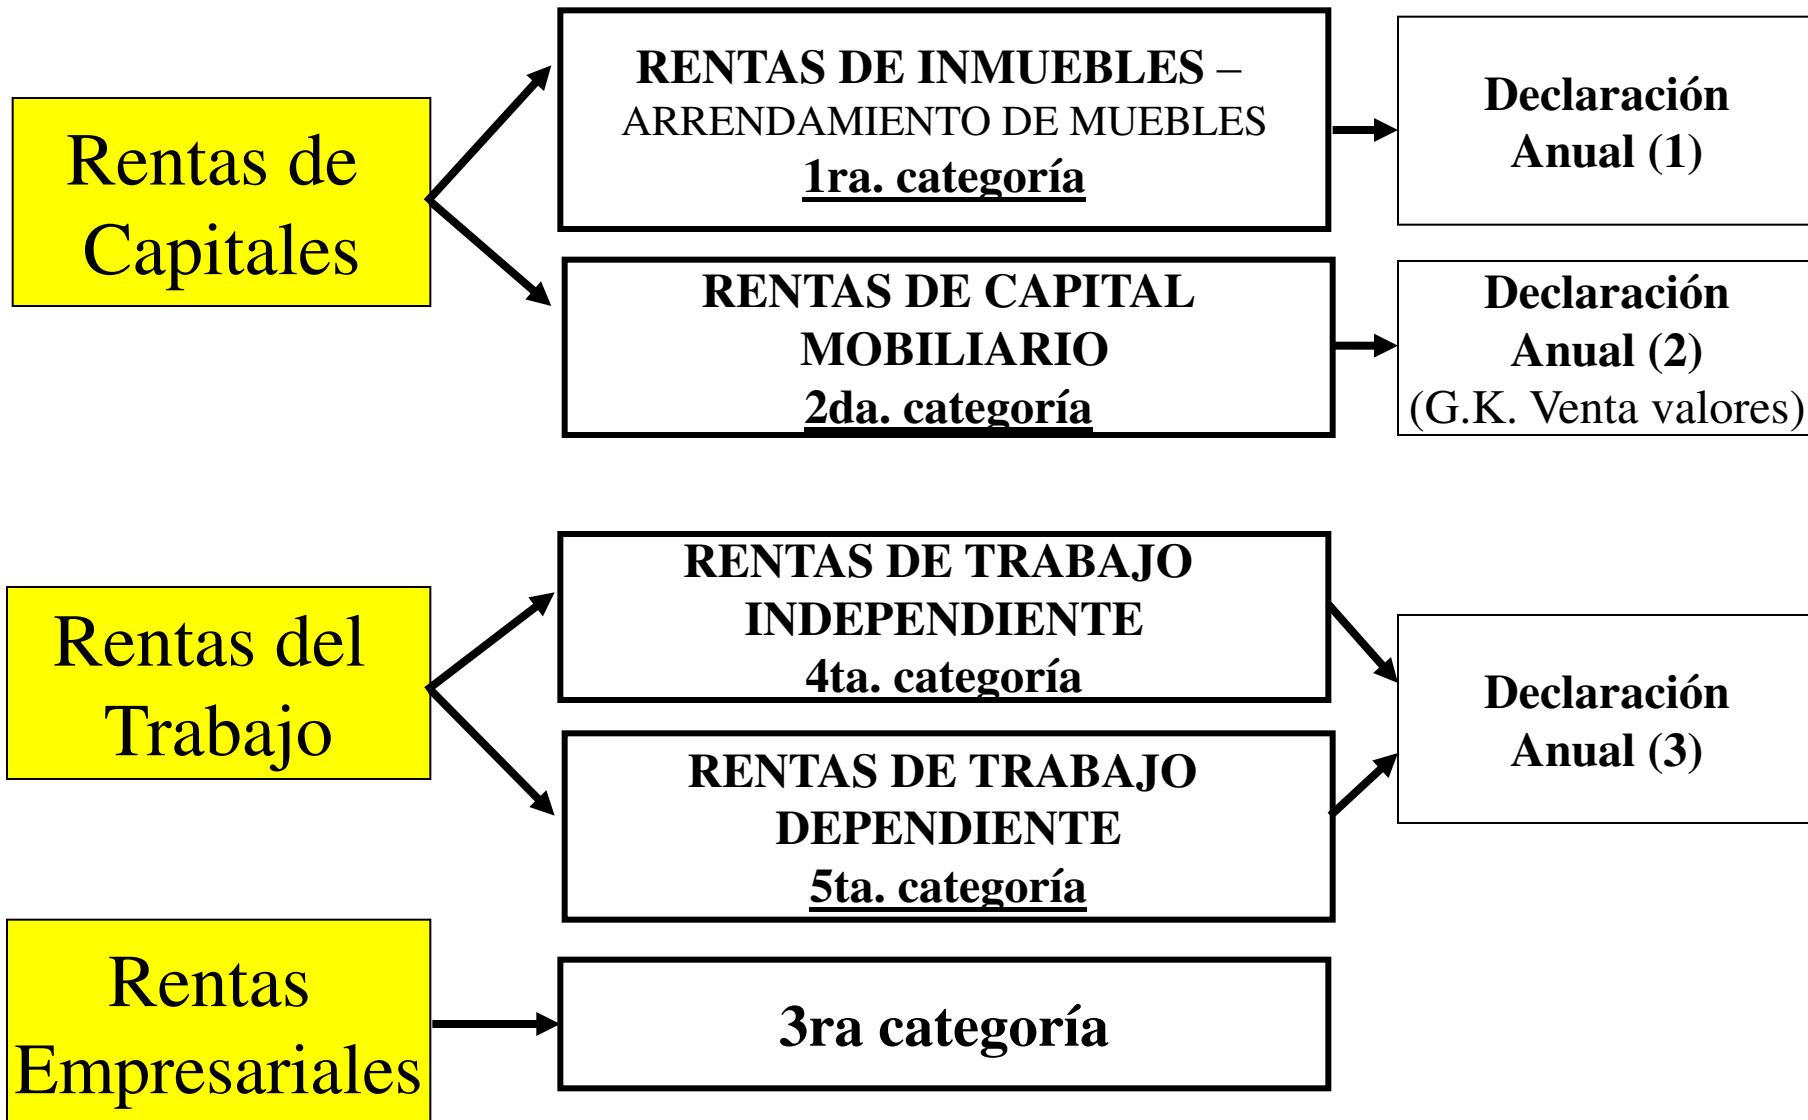 Rentas de
Capitales
RENTAS DE INMUEBLES –
ARRENDAMIENTO DE MUEBLES
1ra. categoría
Declaración
Anual (1)
RENTAS DE CAPITAL
MOBILIARIO
2da. categoría
Declaración
Anual (2)
(G.K. Venta valores)
Rentas del
Trabajo
RENTAS DE TRABAJO
INDEPENDIENTE
4ta. categoría
RENTAS DE TRABAJO
DEPENDIENTE
5ta. categoría
Declaración
Anual (3)
Rentas
Empresariales
3ra categoría